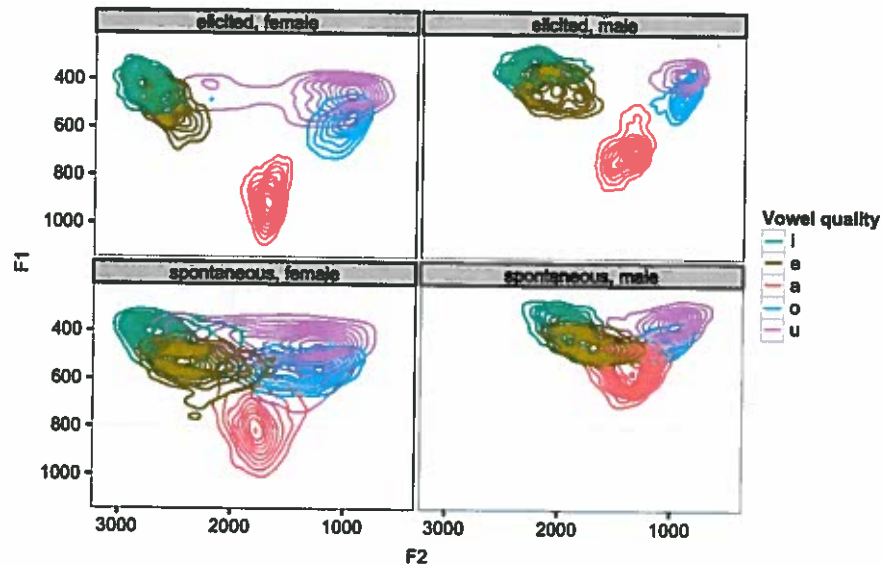 elicited, female
elicited, male
400
600
800
1000
F1
spontaneous, female
spontaneous, male
400
600
800
1000
3000
2000
1000
3000
2000
1000
F2
Vowel quality
i
e
a
o
u